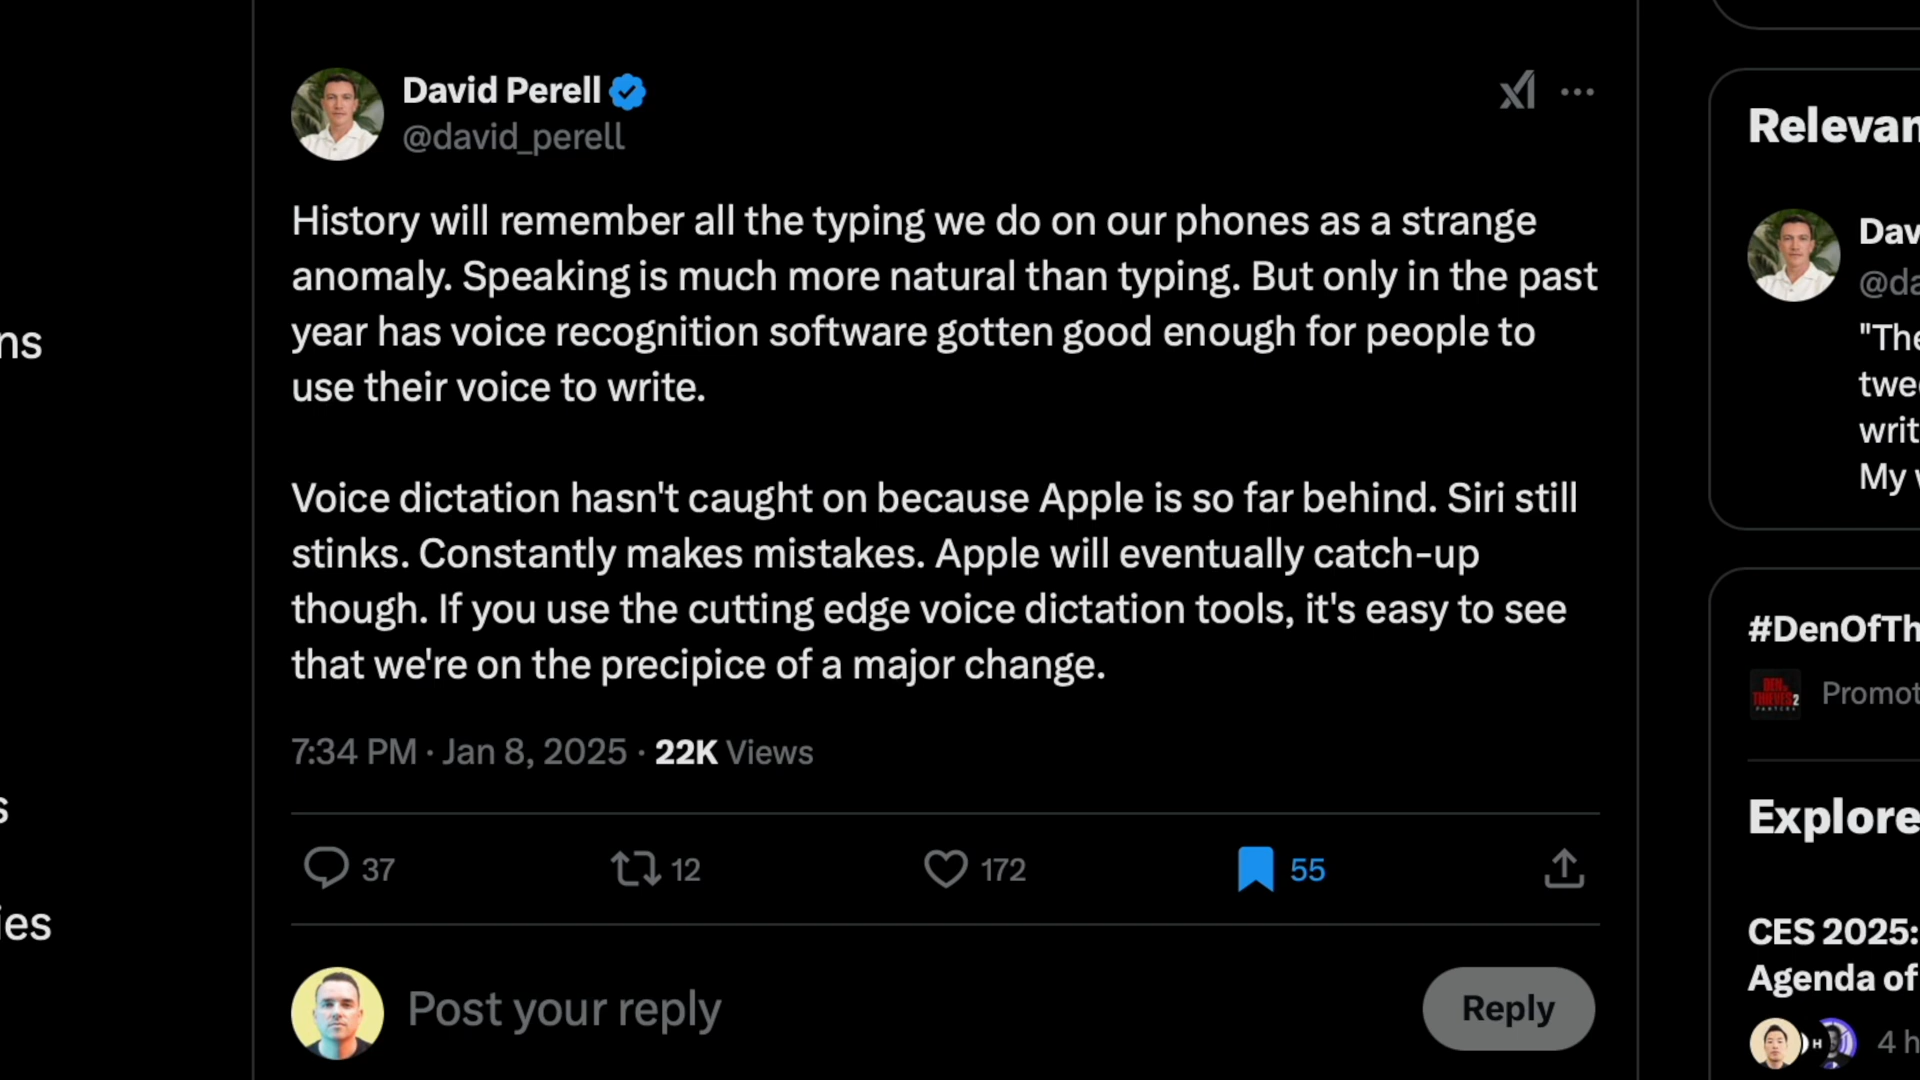 David Perell
@david_perell
History will remember all the typing we do on our phones as a strange
anomaly. Speaking is much more natural than typing. But only in the past
year has voice recognition software gotten good enough for people to
use their voice to write.
Voice dictation hasn't caught on because Apple is so far behind. Siri still
stinks. Constantly makes mistakes. Apple will eventually catch-up
though. If you use the cutting edge voice dictation tools, it's easy to see
that we're on the precipice of a major change.
7:34 PM · Jan 8, 2025 · 22K Views
37
12
172
55
Post your reply
Reply
ns
s
ies
Relevan
Dav
@da
"The
twee
writ
My
#DenOfTh
DEN
THIEVES 2
Promot
Explore
CES 2025:
Agenda of
H
4 h